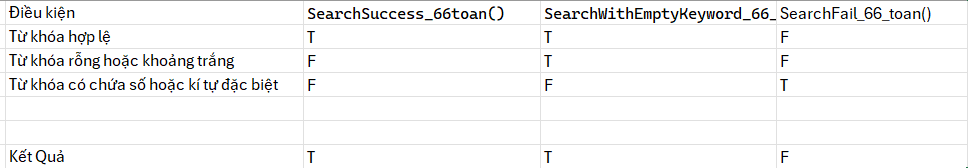 Điều kiện SearchSuccess_66toan() SearchWithEmptyKeyword_66_ SearchFail_66_toan()
Từ khóa hợp lệ T T F
Từ khóa rỗng hoặc khoảng trắng F T F
Từ khóa có chứa số hoặc kí tự đặc biệt F F T
Kết Quả T T F